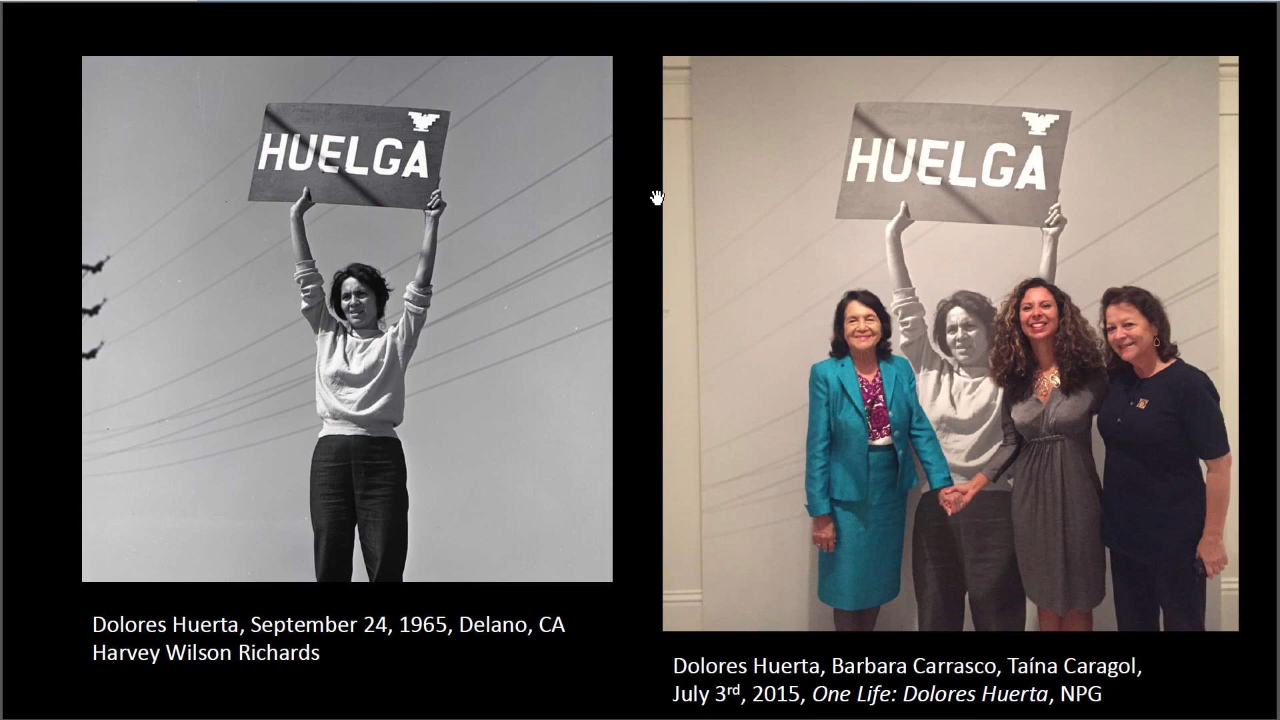 HUELGA
HUELGA
Dolores Huerta, September 24, 1965, Delano, CA
Harvey Wilson Richards
Dolores Huerta, Barbara Carrasco, Taína Caragol,
July 3rd, 2015, One Life: Dolores Huerta, NPG